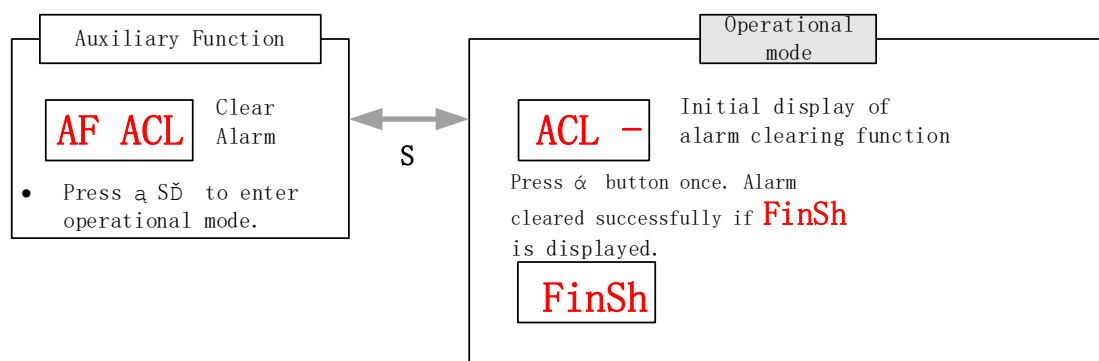 Auxiliary Function
AF ACL
Clear
Alarm
• Press ą SĎ to enter
operational mode.
S
Operational
mode
ACL -
Initial display of
alarm clearing function
Press ά button once. Alarm
cleared successfully if FinSh
is displayed.
FinSh